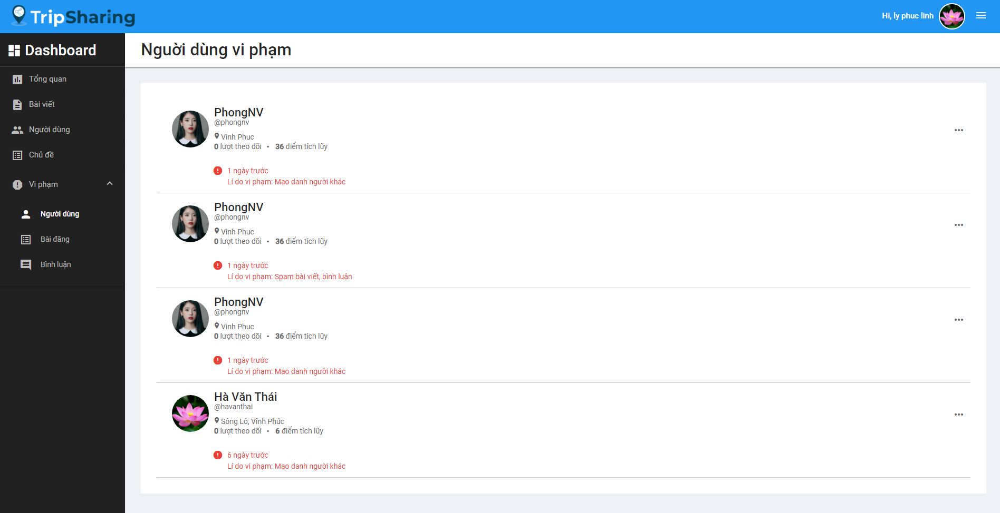 TripSharing
Hi, ly phuc linh
Dashboard
Tổng quan
Bài viết
Người dùng
Chủ đề
Vi phạm
Người dùng
Bài đăng
Bình luận
Người dùng vi phạm
PhongNV
@phongnv
Vinh Phuc
0 lượt theo dõi • 36 điểm tích lũy
1 ngày trước
Lí do vi phạm: Mạo danh người khác
PhongNV
@phongnv
Vinh Phuc
0 lượt theo dõi • 36 điểm tích lũy
1 ngày trước
Lí do vi phạm: Spam bài viết, bình luận
PhongNV
@phongnv
Vinh Phuc
0 lượt theo dõi • 36 điểm tích lũy
1 ngày trước
Lí do vi phạm: Mạo danh người khác
Hà Văn Thái
@havanthai
Sông Lô, Vĩnh Phúc
0 lượt theo dõi • 6 điểm tích lũy
6 ngày trước
Lí do vi phạm: Mạo danh người khác